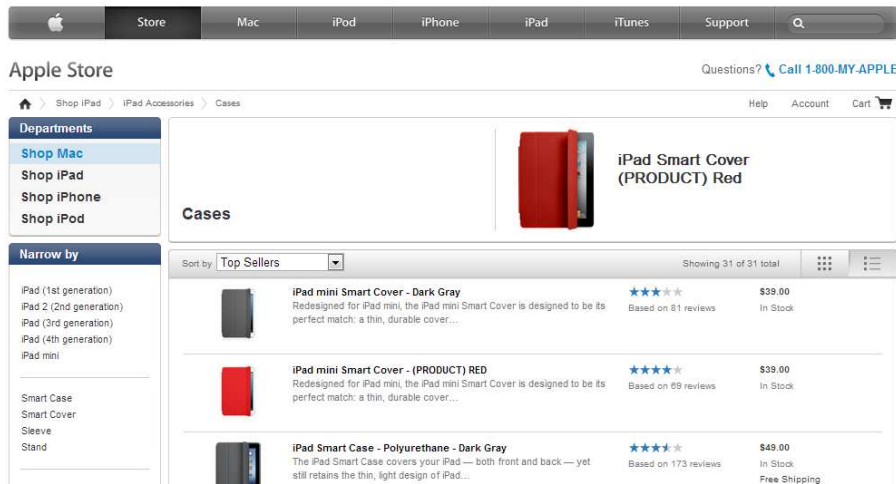 Store Mac iPod iPhone iPad iTunes Support
Apple Store
Questions? Call 1-800-MY-APPLE
Shop iPad iPad Accessories Cases
Help Account Cart
Departments
Shop Mac
Shop iPad
Shop iPhone
Shop iPod
Cases
iPad Smart Cover
(PRODUCT) Red
Narrow by
iPad (1st generation)
iPad 2 (2nd generation)
iPad (3rd generation)
iPad (4th generation)
iPad mini
Smart Case
Smart Cover
Sleeve
Stand
Sort by Top Sellers
Showing 31 of 31 total
iPad mini Smart Cover - Dark Gray
Redesigned for iPad mini, the iPad mini Smart Cover is designed to be its
perfect match: a thin, durable cover...
Based on 81 reviews
$39.00
In Stock
iPad mini Smart Cover - (PRODUCT) RED
Redesigned for iPad mini, the iPad mini Smart Cover is designed to be its
perfect match: a thin, durable cover...
Based on 69 reviews
$39.00
In Stock
iPad Smart Case - Polyurethane - Dark Gray
The iPad Smart Case covers your iPad — both front and back — yet
still retains the thin, light design of iPad...
Based on 173 reviews
$49.00
In Stock
Free Shipping